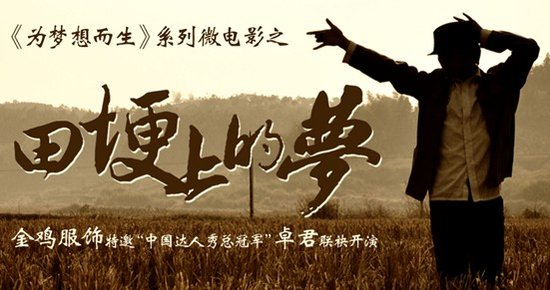 《为梦想而生》系列微电影之
田埂上的夢
金鸡服饰特邀“中国达人秀总冠军”卓君联袂开演